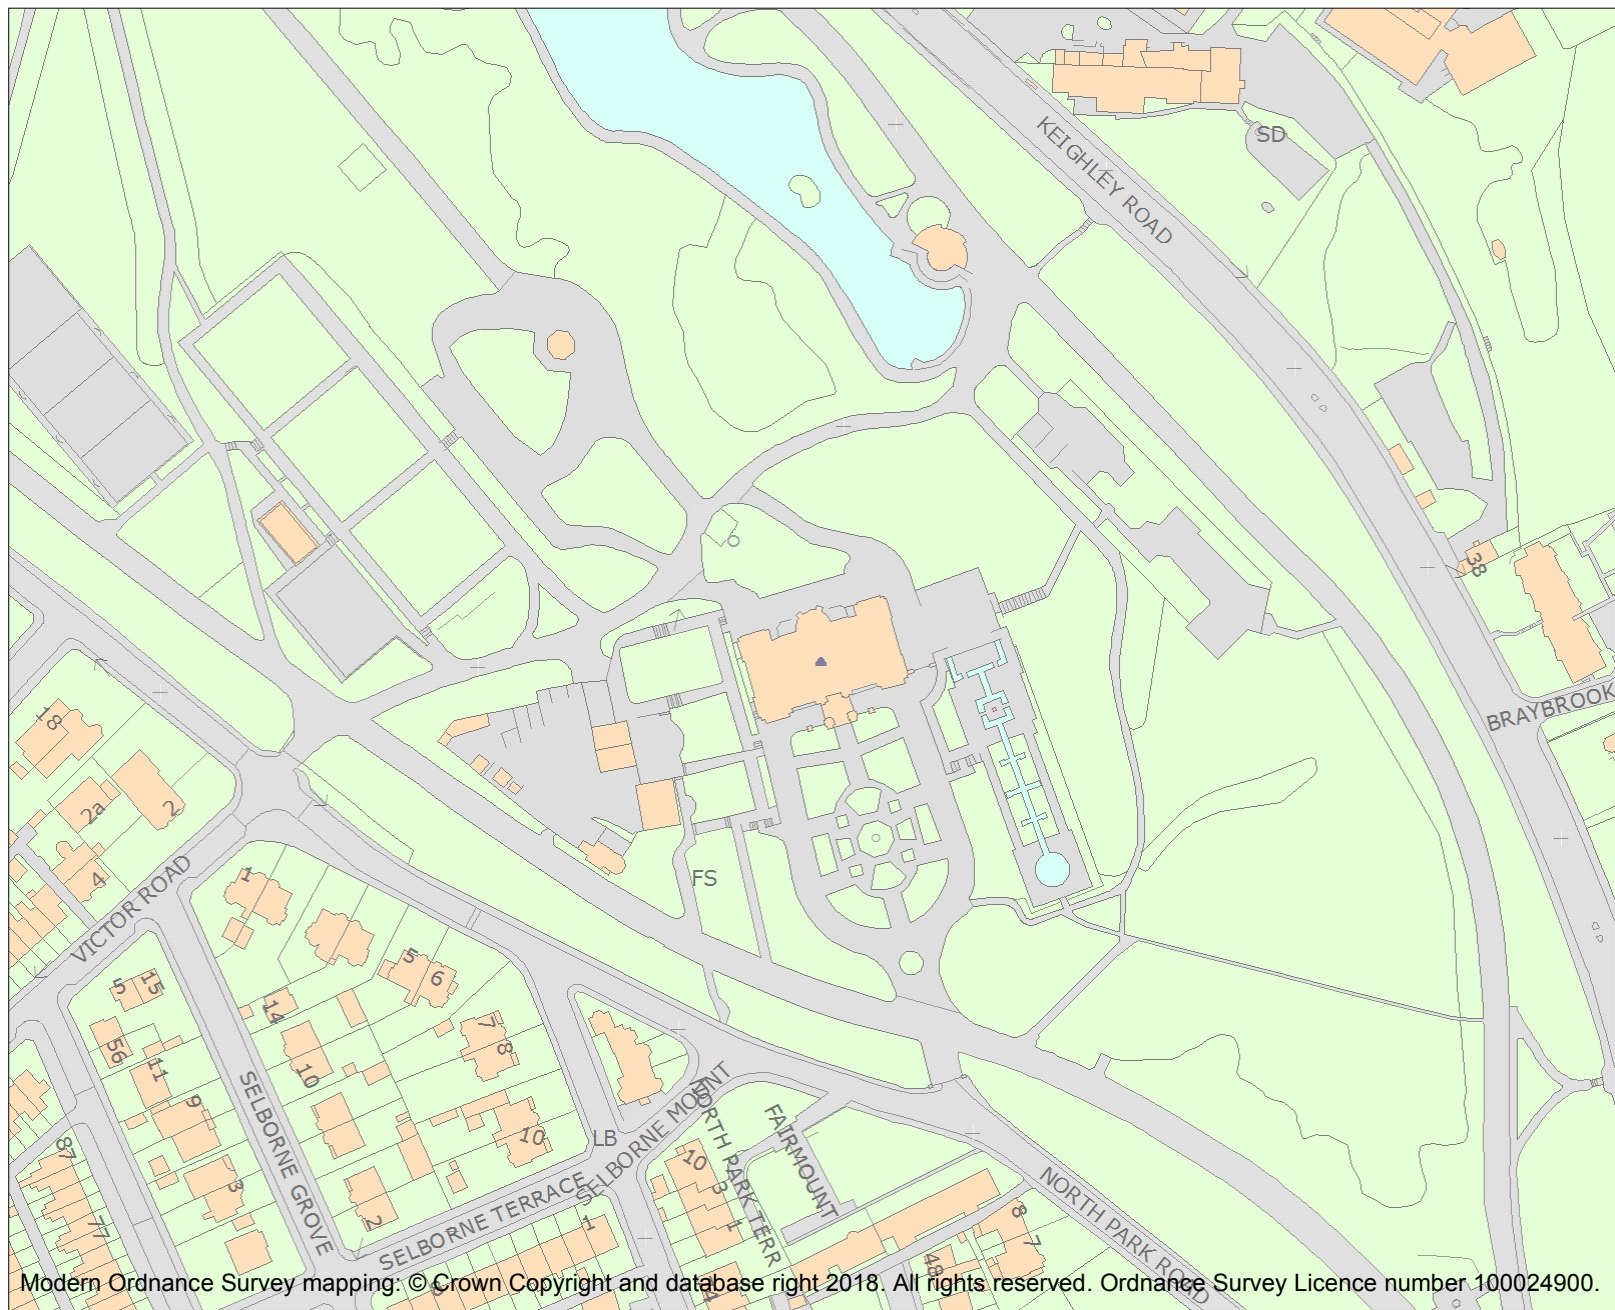 KEIGHLEY ROAD
SD
38
BRAYBROOK
18
2a
2
4
VICTOR ROAD
1
FS
5
6
5
15
14
56
11
10
7
8
9
10
LB
SELBORNE MOUNT
NORTH PARK TERR
FAIRMOUNT
SELBORNE GROVE
87
77
3
2
SELBORNE TERRACE
1
10
3
1
NORTH PARK ROAD
8
7
48
Modern Ordnance Survey mapping: © Crown Copyright and database right 2018. All rights reserved. Ordnance Survey Licence number 100024900.